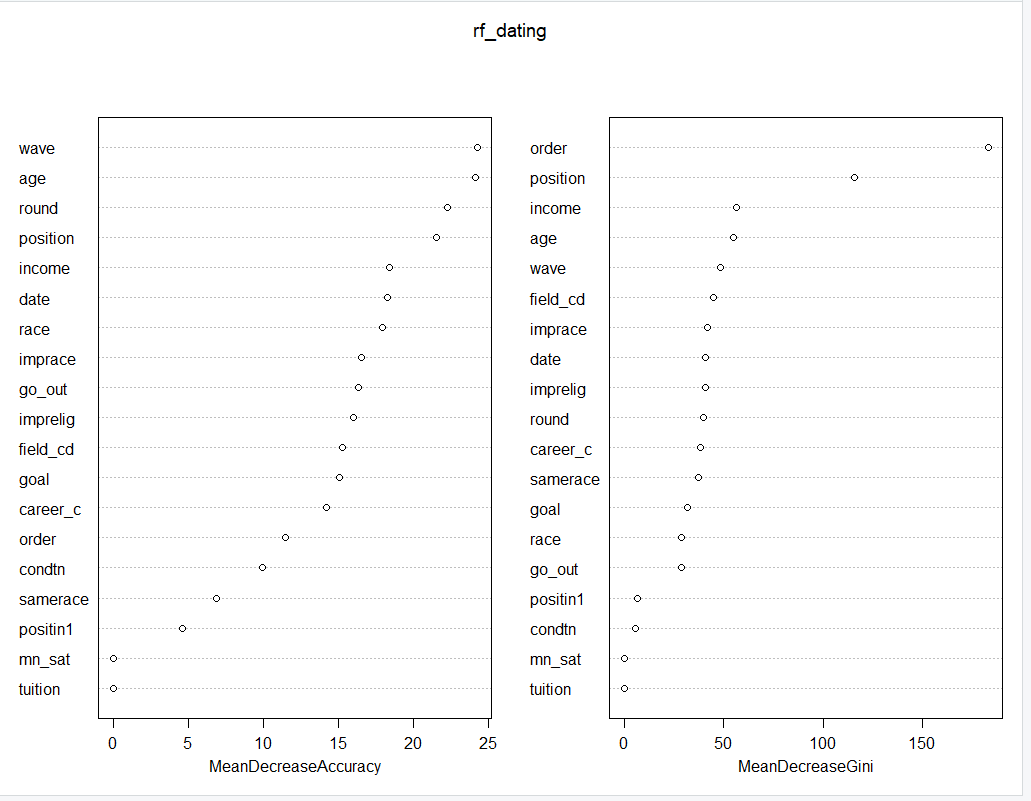 rf_dating
wave
age
round
position
income
date
race
imprace
go_out
imprelig
field_cd
goal
career_c
order
condtn
samerace
positin1
mn_sat
tuition
0 5 10 15 20 25
MeanDecreaseAccuracy
order
position
income
age
wave
field_cd
imprace
date
imprelig
round
career_c
samerace
goal
race
go_out
positin1
condtn
mn_sat
tuition
0 50 100 150
MeanDecreaseGini